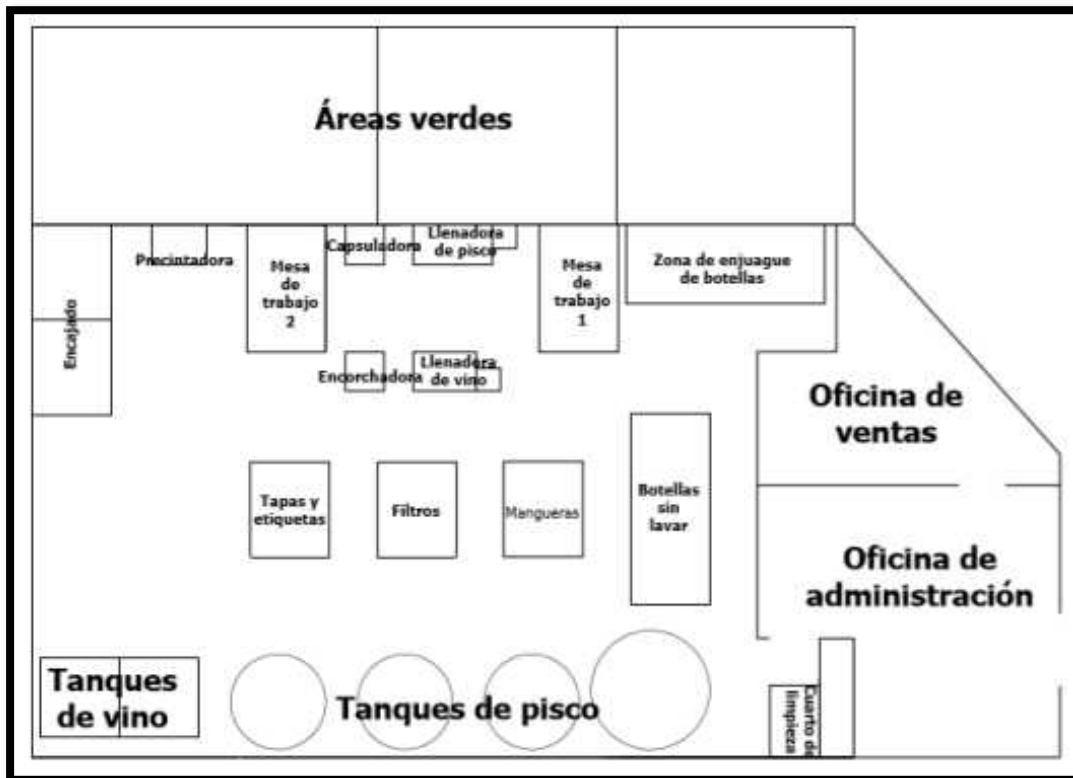 Áreas verdes
Precintadora
Mesa
de
trabajo
2
Capsuladora
Llenadora
de pisco
Mesa
de
trabajo
1
Zona de enjuague
de botellas
Encajado
Encorchadora
Llenadora
de vino
Oficina de
ventas
Tapas y
etiquetas
Filtros
Mangueras
Botellas
sin
lavar
Oficina de
administración
Tanques
de vino
Tanques de pisco
Cuarto de
limpieza